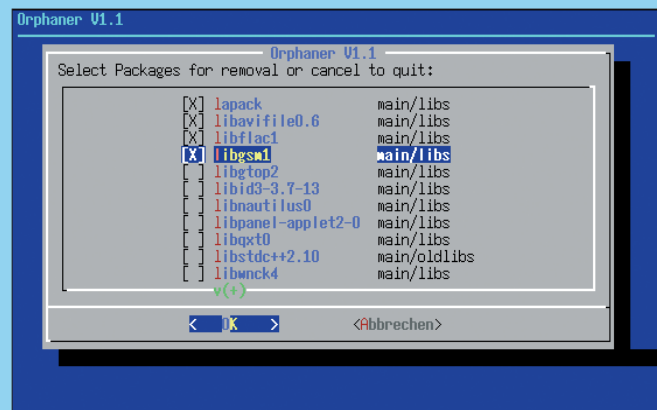 Orphaner V1.1
Orphaner V1.1
Select Packages for removal or cancel to quit:
[X] lapack main/libs
[X] libavifile0.6 main/libs
[X] libflac1 main/libs
[X] libgsm1 main/libs
[ ] libgtop2 main/libs
[ ] libid3-3.7-13 main/libs
[ ] libnautilus0 main/libs
[ ] libpanel-applet2-0 main/libs
[ ] libqxt0 main/libs
[ ] libstdc++2.10 main/oldlibs
[ ] libwnck4 main/libs
v(+)
< OK > <Abbrechen>